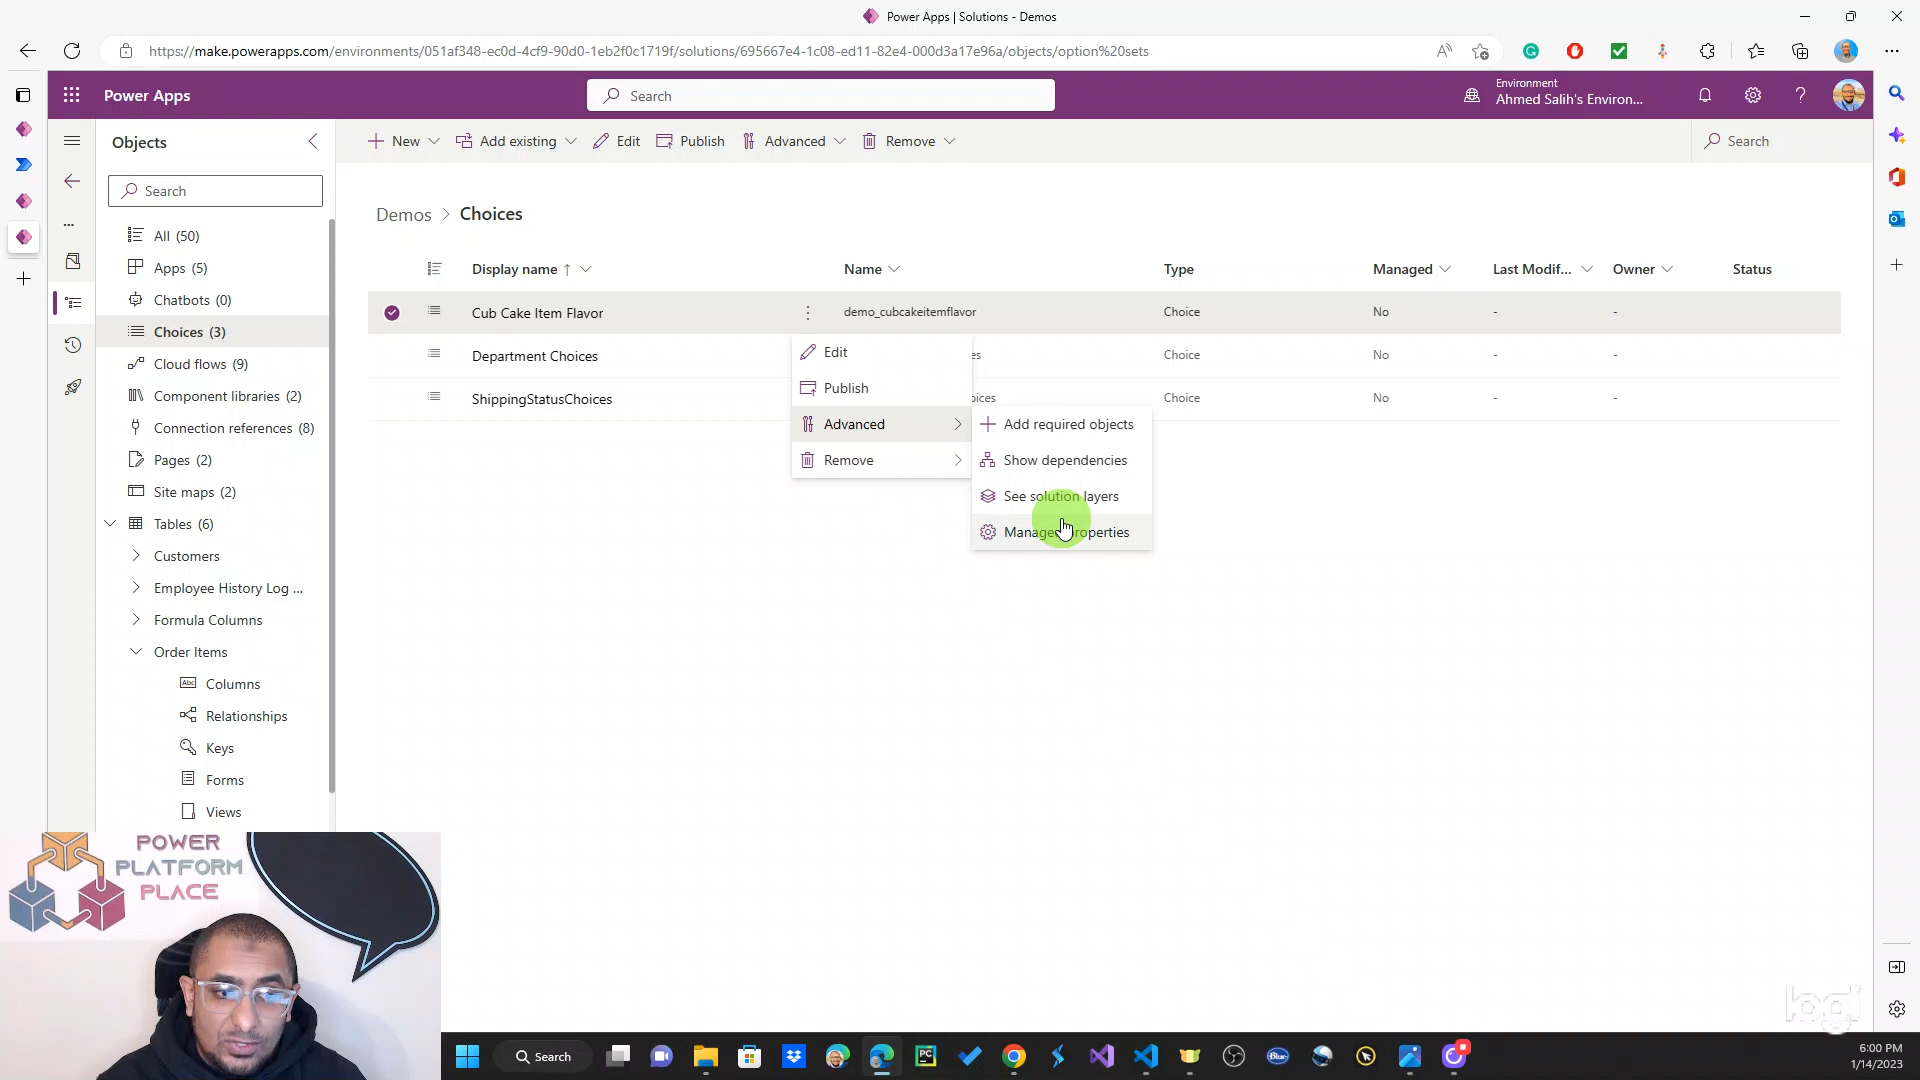 Power Apps | Solutions - Demos
https://make.powerapps.com/environments/051af348-ec0d-4cf9-90d0-1eb2f0c1719f/solutions/695667e4-1c08-ed11-82e4-000d3a17e96a/objects/option%20sets
Power Apps
Search
Environment
Ahmed Salih's Environ...
Objects
New
Add existing
Edit
Publish
Advanced
Remove
Search
Search
Demos > Choices
All (50)
Apps (5)
Chatbots (0)
Choices (3)
Cloud flows (9)
Component libraries (2)
Connection references (8)
Pages (2)
Site maps (2)
Tables (6)
Customers
Employee History Log ...
Formula Columns
Order Items
Columns
Relationships
Keys
Forms
Views
Display name ↑ Name Type Managed Last Modif... Owner Status
Cub Cake Item Flavor demo_cubcakeitemflavor Choice No - -
Department Choices es Choice No - -
ShippingStatusChoices oices Choice No - -
Edit
Publish
Advanced
Remove
Add required objects
Show dependencies
See solution layers
Manage properties
POWER
PLATFORM
PLACE
logi
Search
Blue
6:00 PM
1/14/2023